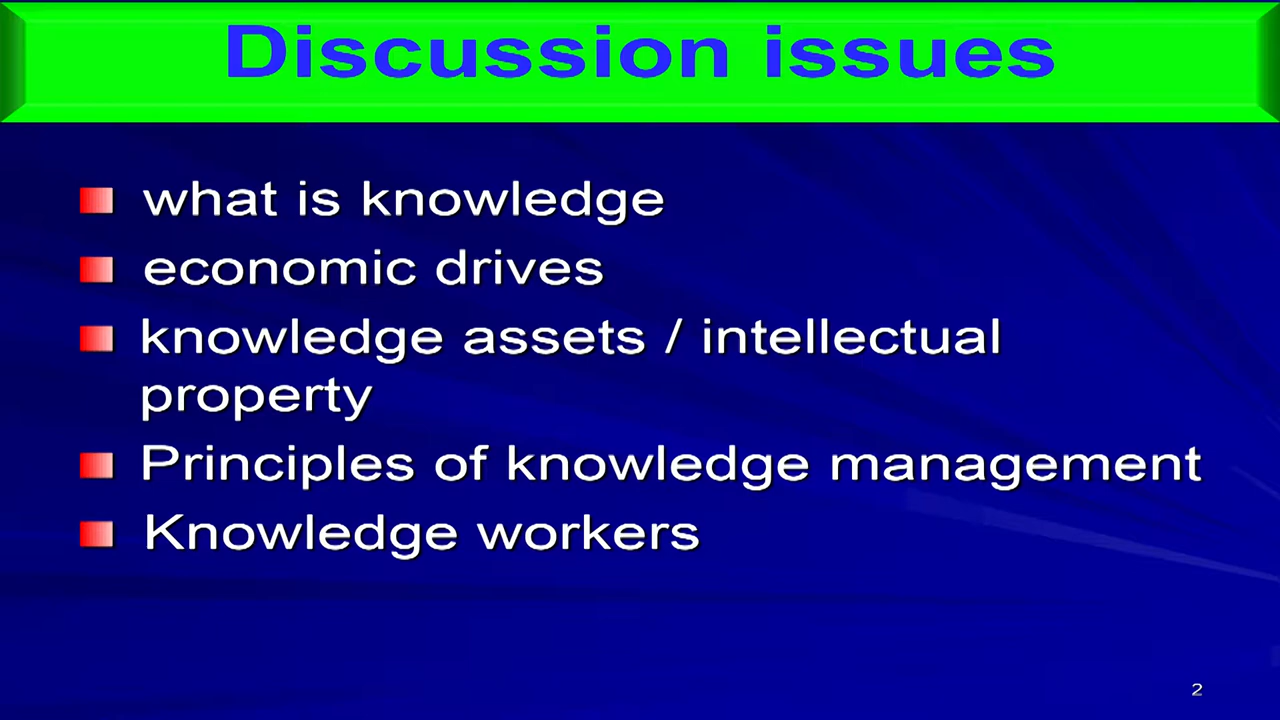 Discussion issues
what is knowledge
economic drives
knowledge assets / intellectual
property
Principles of knowledge management
Knowledge workers
2